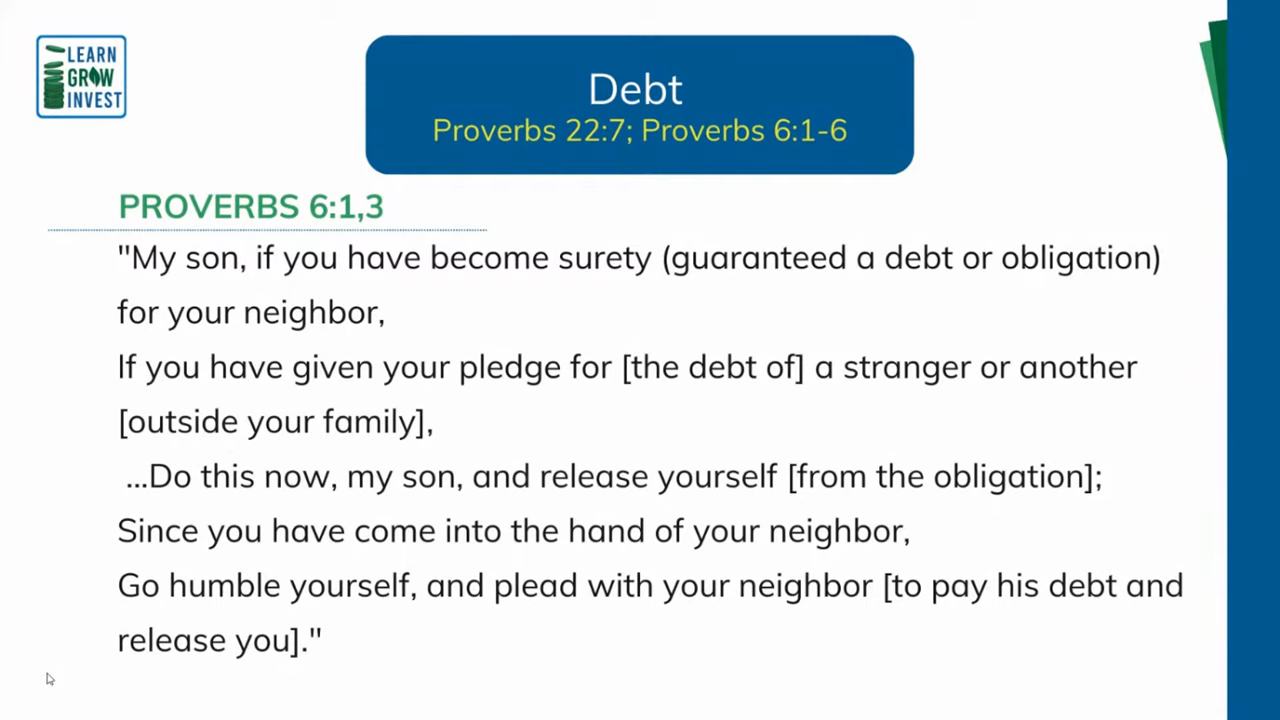 LEARN
GROW
INVEST
Debt
Proverbs 22:7; Proverbs 6:1-6
PROVERBS 6:1,3
"My son, if you have become surety (guaranteed a debt or obligation)
for your neighbor,
If you have given your pledge for [the debt of] a stranger or another
[outside your family],
...Do this now, my son, and release yourself [from the obligation];
Since you have come into the hand of your neighbor,
Go humble yourself, and plead with your neighbor [to pay his debt and
release you]."